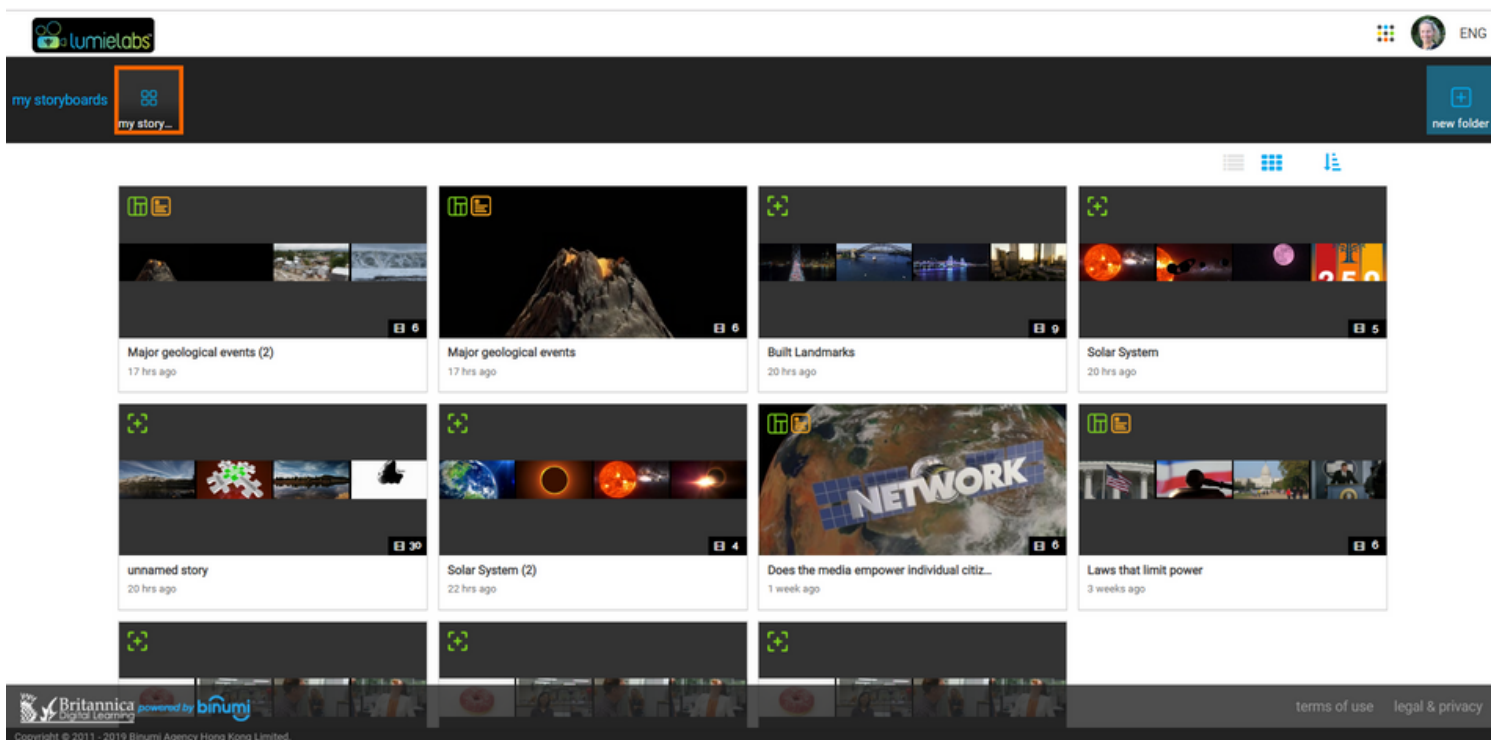 lumielabs
ENG
my storyboards
my story...
new folder
6
6
9
250
5
Major geological events (2)
17 hrs ago
Major geological events
17 hrs ago
Built Landmarks
20 hrs ago
Solar System
20 hrs ago
NETWORK
30
4
6
6
unnamed story
20 hrs ago
Solar System (2)
22 hrs ago
Does the media empower individual citiz...
1 week ago
Laws that limit power
3 weeks ago
Britannica
Digital Learning
powered by binumi
terms of use legal & privacy
Copyright © 2011 - 2019 Binumi Agency Hong Kong Limited.